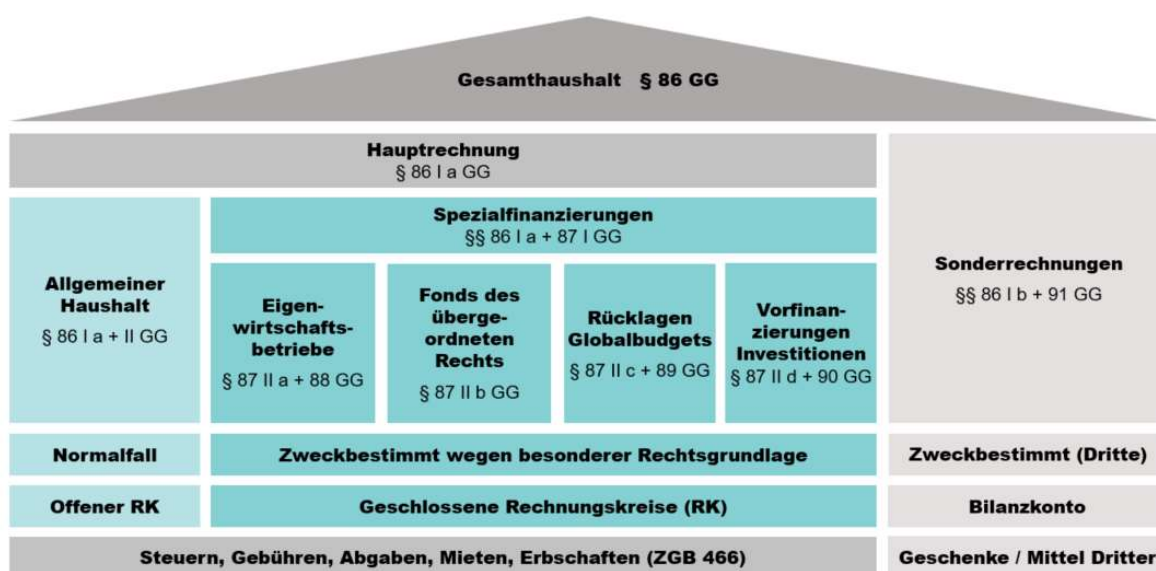 Gesamthaushalt § 86 GG
Hauptrechnung
§ 86 I a GG
Allgemeiner
Haushalt
§ 86 I a + II GG
Spezialfinanzierungen
§§ 86 I a + 87 I GG
Eigen-
wirtschafts-
betriebe
§ 87 II a + 88 GG
Fonds des
überge-
ordneten
Rechts
§ 87 II b GG
Rücklagen
Globalbudgets
§ 87 II c + 89 GG
Vorfinan-
zierungen
Investitionen
§ 87 II d + 90 GG
Sonderrechnungen
§§ 86 I b + 91 GG
Normalfall
Zweckbestimmt wegen besonderer Rechtsgrundlage
Zweckbestimmt (Dritte)
Offener RK
Geschlossene Rechnungskreise (RK)
Bilanzkonto
Steuern, Gebühren, Abgaben, Mieten, Erbschaften (ZGB 466)
Geschenke / Mittel Dritter